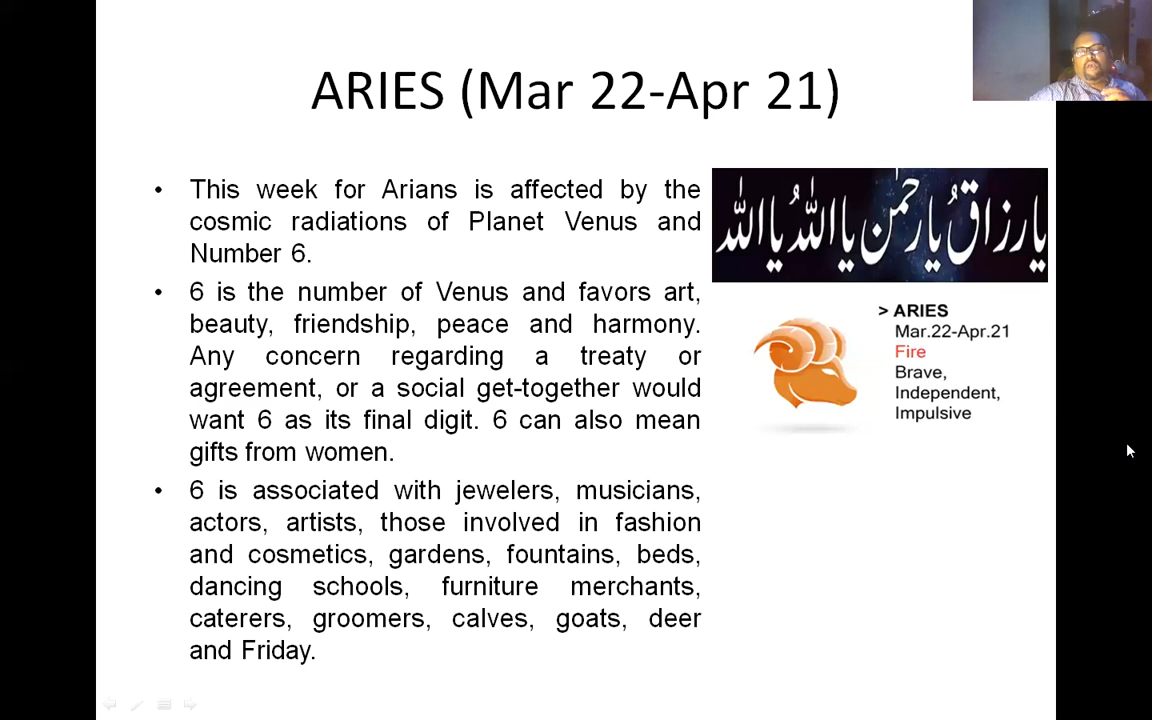 ARIES (Mar 22-Apr 21)
• This week for Arians is affected by the
cosmic radiations of Planet Venus and
Number 6.
• 6 is the number of Venus and favors art,
beauty, friendship, peace and harmony.
Any concern regarding a treaty or
agreement, or a social get-together would
want 6 as its final digit. 6 can also mean
gifts from women.
• 6 is associated with jewelers, musicians,
actors, artists, those involved in fashion
and cosmetics, gardens, fountains, beds,
dancing schools, furniture merchants,
caterers, groomers, calves, goats, deer
and Friday.
یا رزاقُ یا رحمٰن یا اللہُ یا اللہ
> ARIES
Mar.22-Apr.21
Fire
Brave,
Independent,
Impulsive